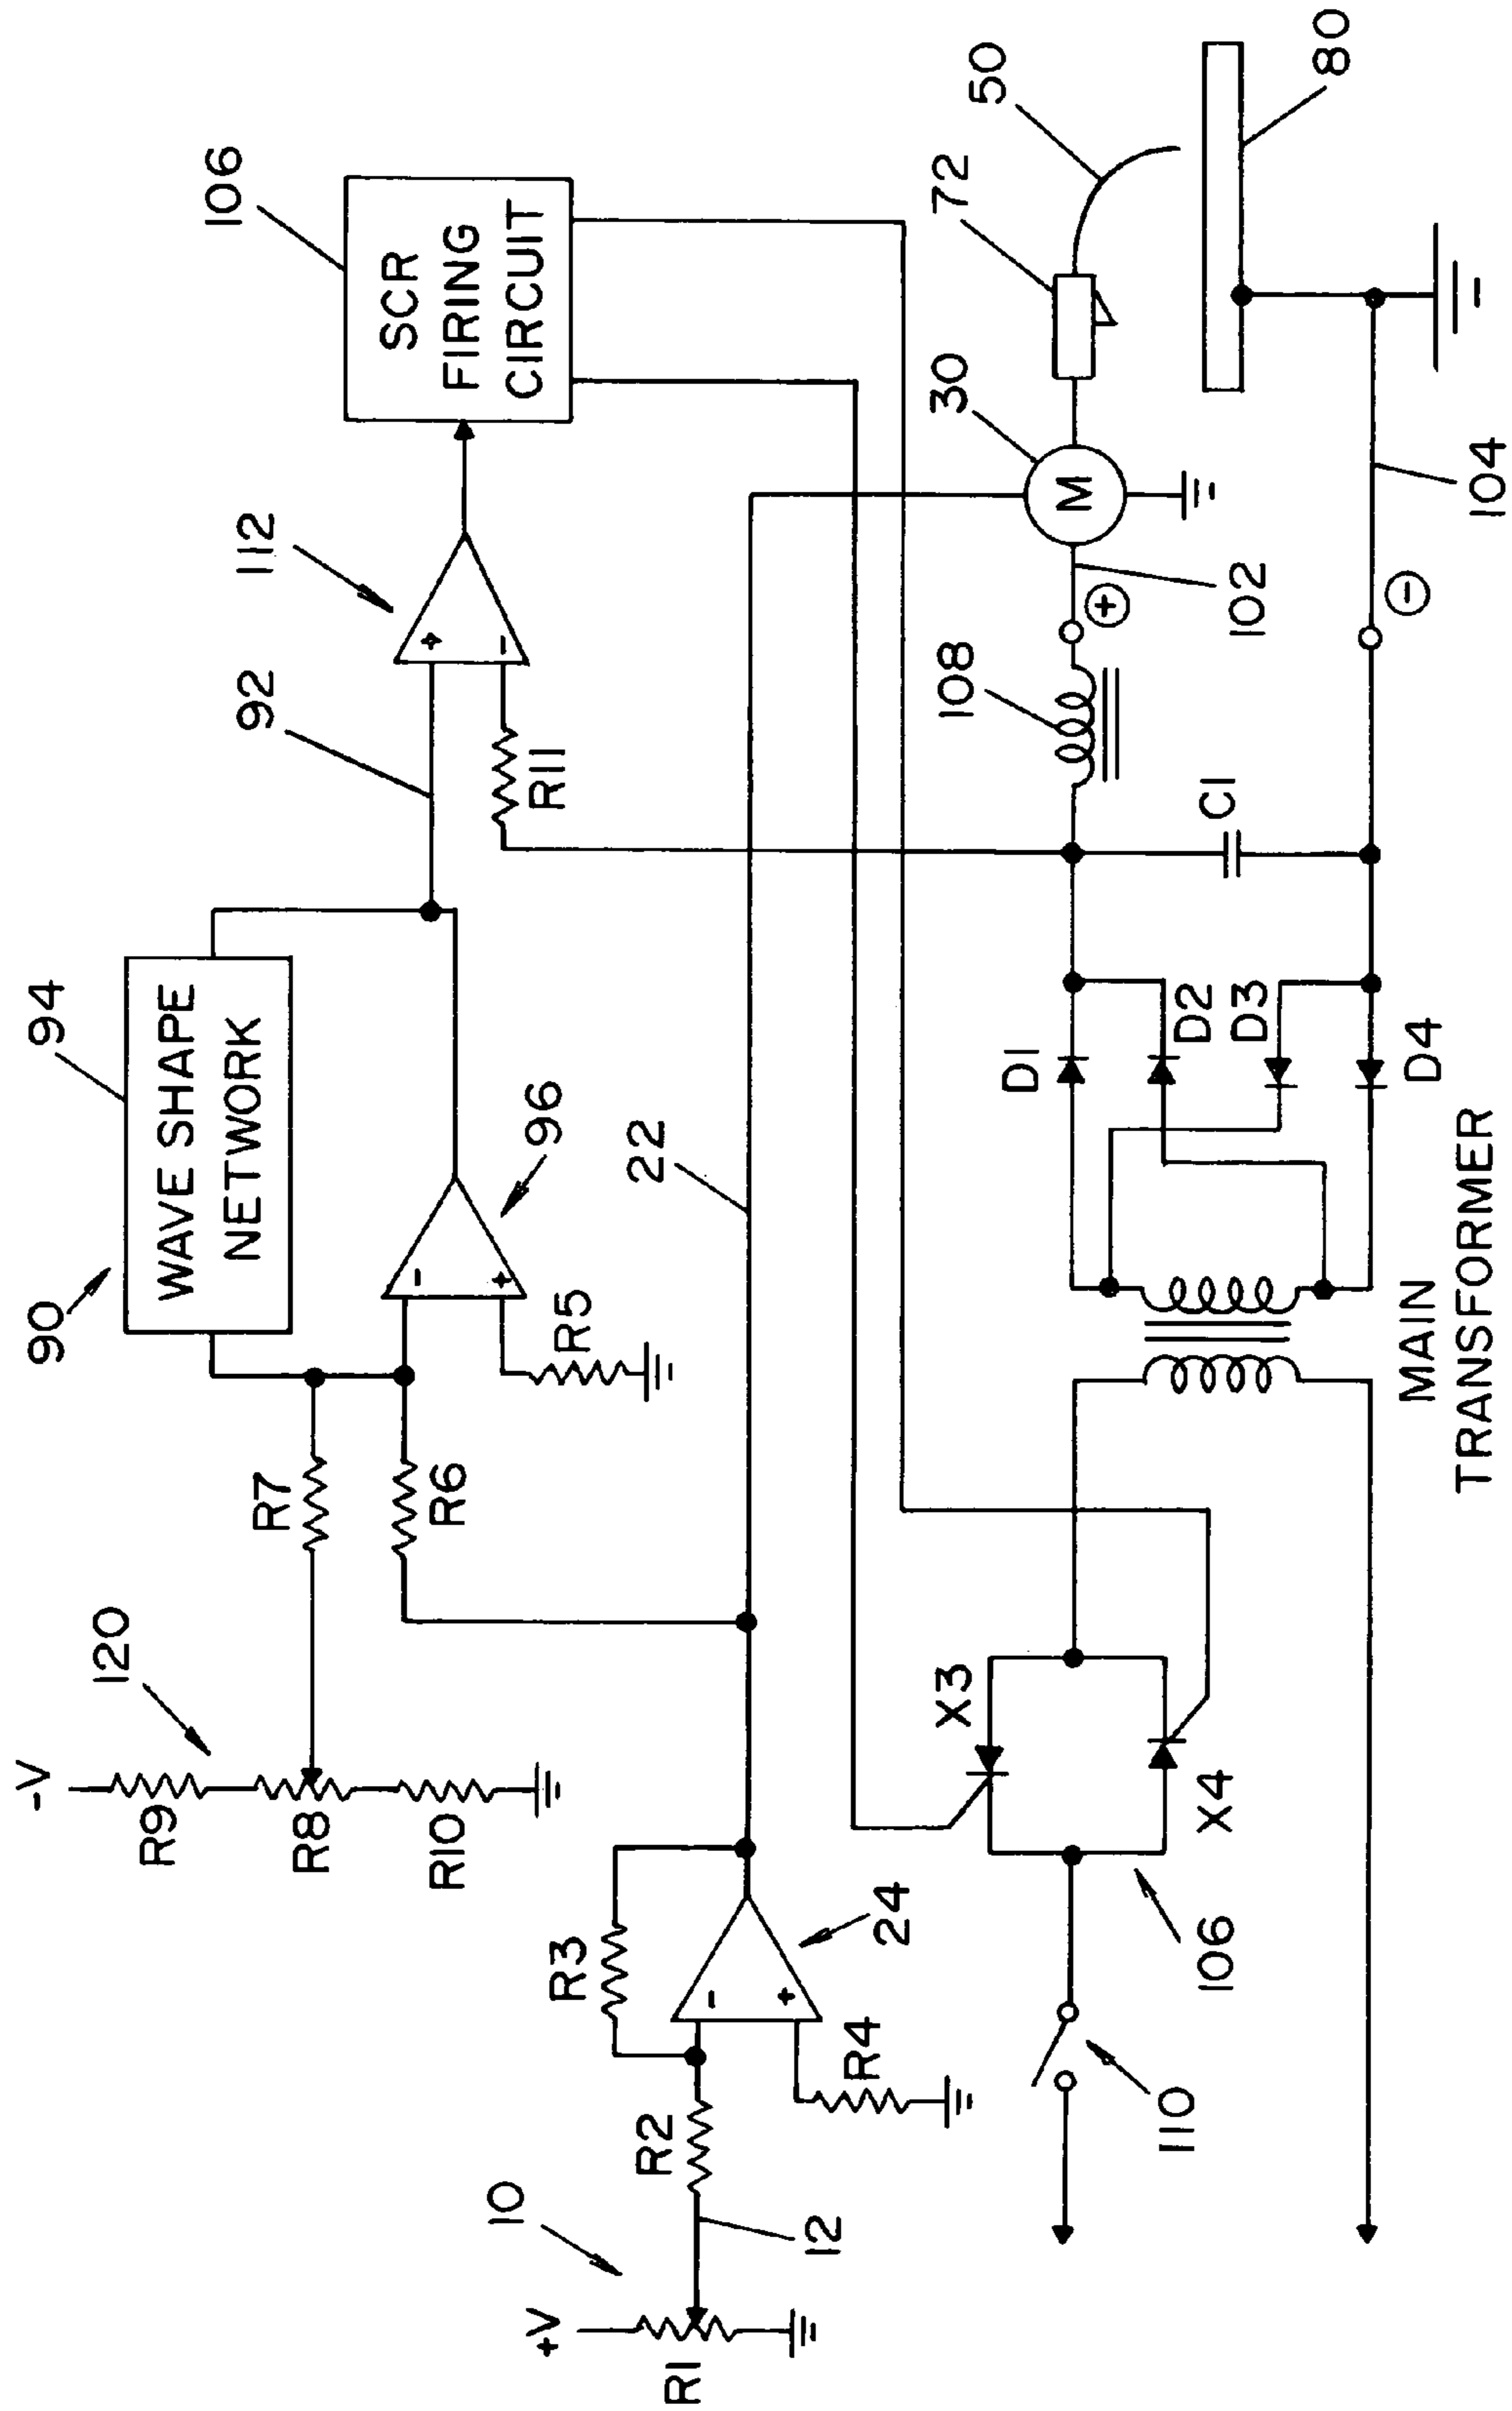 -V
120
R9
R8
R10
R7
90
94
WAVE SHAPE
NETWORK
92
112
106
SCR
FIRING
CIRCUIT
+
-
R11
-
+
96
R6
R5
+V
10
R1
12
R2
R3
-
+
24
R4
22
X3
X4
106
110
MAIN
TRANSFORMER
D1
D2
D3
D4
C1
108
+
102
30
M
72
50
80
-
104